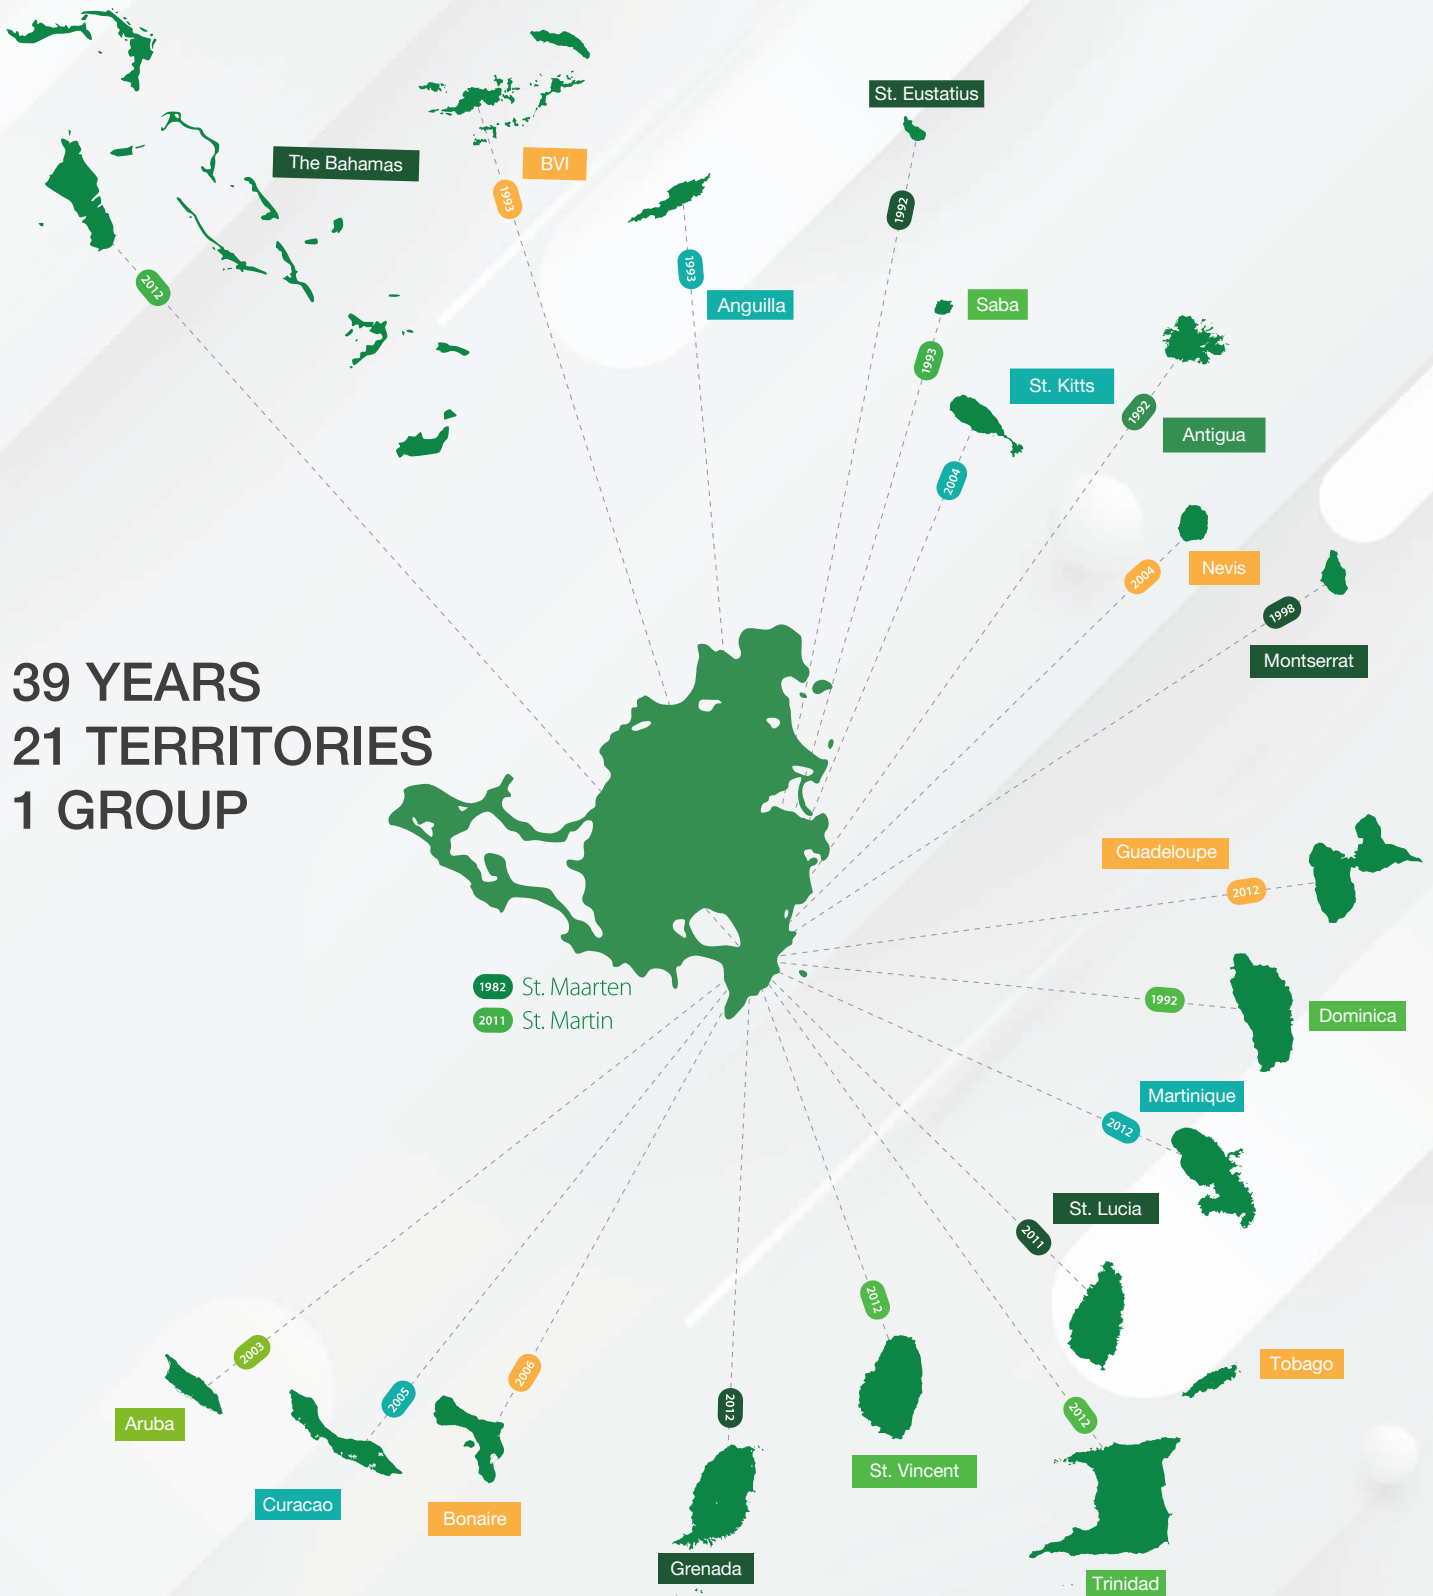 St. Eustatius
The Bahamas
BVI
1993
1992
1993
2012
Anguilla
Saba
1993
St. Kitts
1992
Antigua
2004
Nevis
2004
1998
Montserrat
39 YEARS
21 TERRITORIES
1 GROUP
Guadeloupe
2012
1982 St. Maarten
2011 St. Martin
1992
Dominica
Martinique
2012
St. Lucia
2011
2012
2003
2006
2005
Tobago
2012
2012
Aruba
St. Vincent
Curacao
Bonaire
Grenada
Trinidad